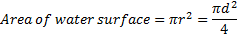 Area of water surface = πr² = πd²/4